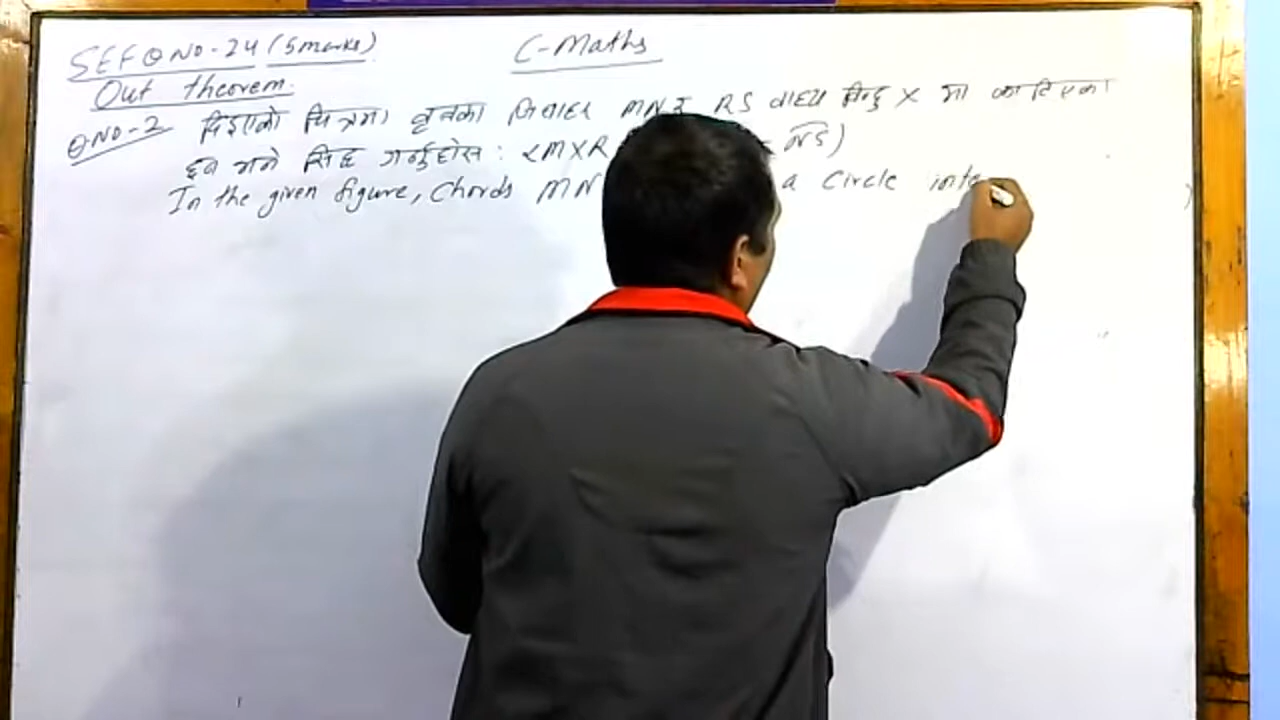 SEE Q NO-24 (5 marks)
C-Maths
Out theorem.
Q NO-2 दिइएको चित्रमा वृत्तका जिवाहरु MN र RS वाह्य बिन्दु X मा काटिएका
छन भने सिद्ध गर्नुहोस : ∠MXR NS)
In the given figure, Chords MN a Circle inte